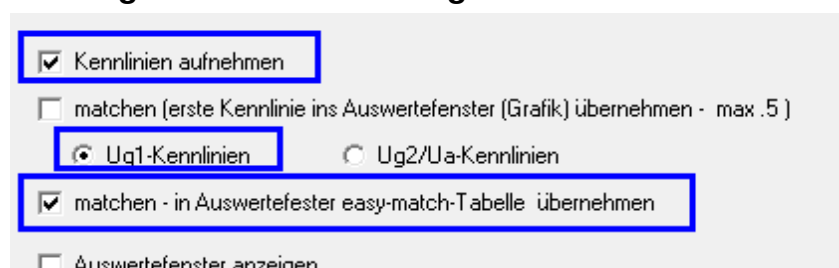 Kennlinien aufnehmen
matchen (erste Kennlinie ins Auswertefenster (Grafik) übernehmen - max .5 )
Ug1-Kennlinien Ug2/Ua-Kennlinien
matchen - in Auswertefester easy-match-Tabelle übernehmen
Auswertefenster anzeigen